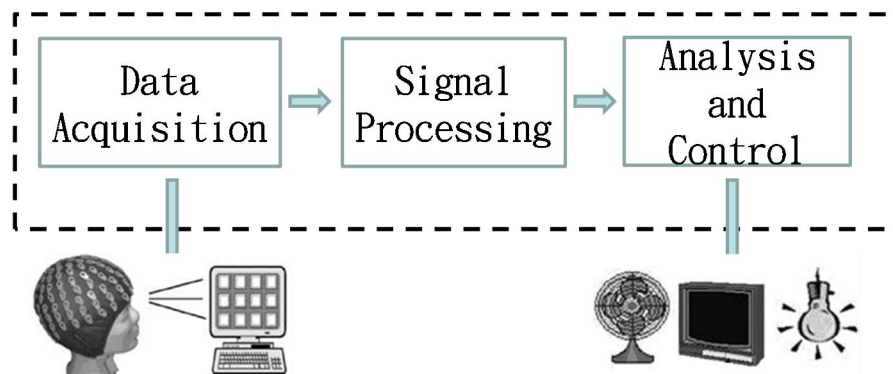 Data
Acquisition
Signal
Processing
Analysis
and
Control